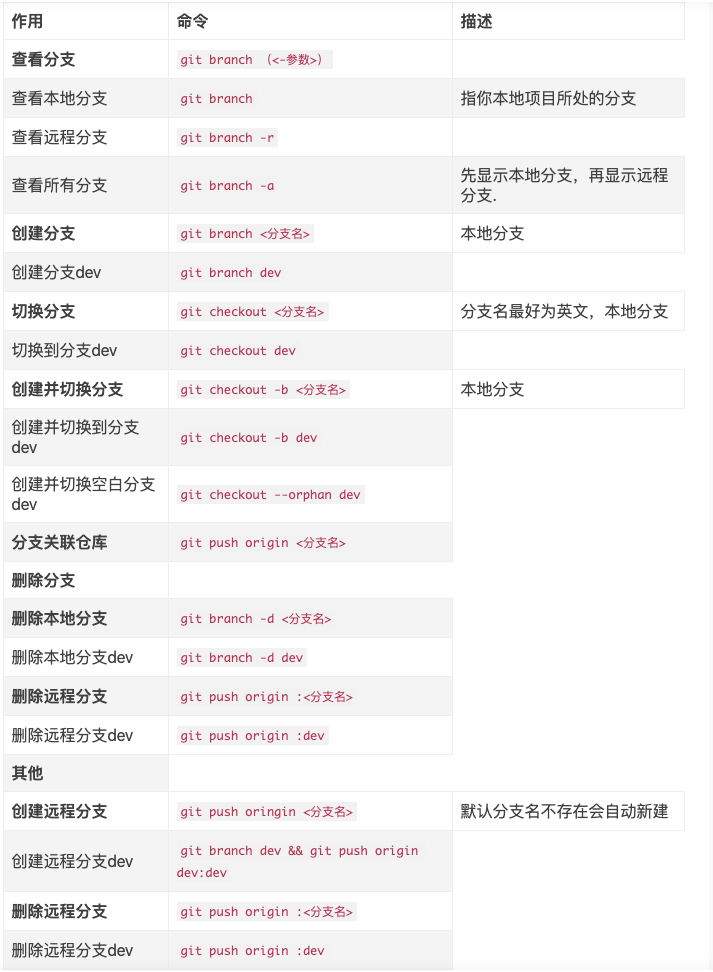 作用 命令 描述
查看分支 git branch （<-参数>）
查看本地分支 git branch 指你本地项目所处的分支
查看远程分支 git branch -r
查看所有分支 git branch -a 先显示本地分支，再显示远程
分支.
创建分支 git branch <分支名> 本地分支
创建分支dev git branch dev
切换分支 git checkout <分支名> 分支名最好为英文，本地分支
切换到分支dev git checkout dev
创建并切换分支 git checkout -b <分支名> 本地分支
创建并切换到分支
dev git checkout -b dev
创建并切换空白分支
dev git checkout --orphan dev
分支关联仓库 git push origin <分支名>
删除分支
删除本地分支 git branch -d <分支名>
删除本地分支dev git branch -d dev
删除远程分支 git push origin :<分支名>
删除远程分支dev git push origin :dev
其他
创建远程分支 git push oringin <分支名> 默认分支名不存在会自动新建
创建远程分支dev git branch dev && git push origin
dev:dev
删除远程分支 git push origin :<分支名>
删除远程分支dev git push origin :dev